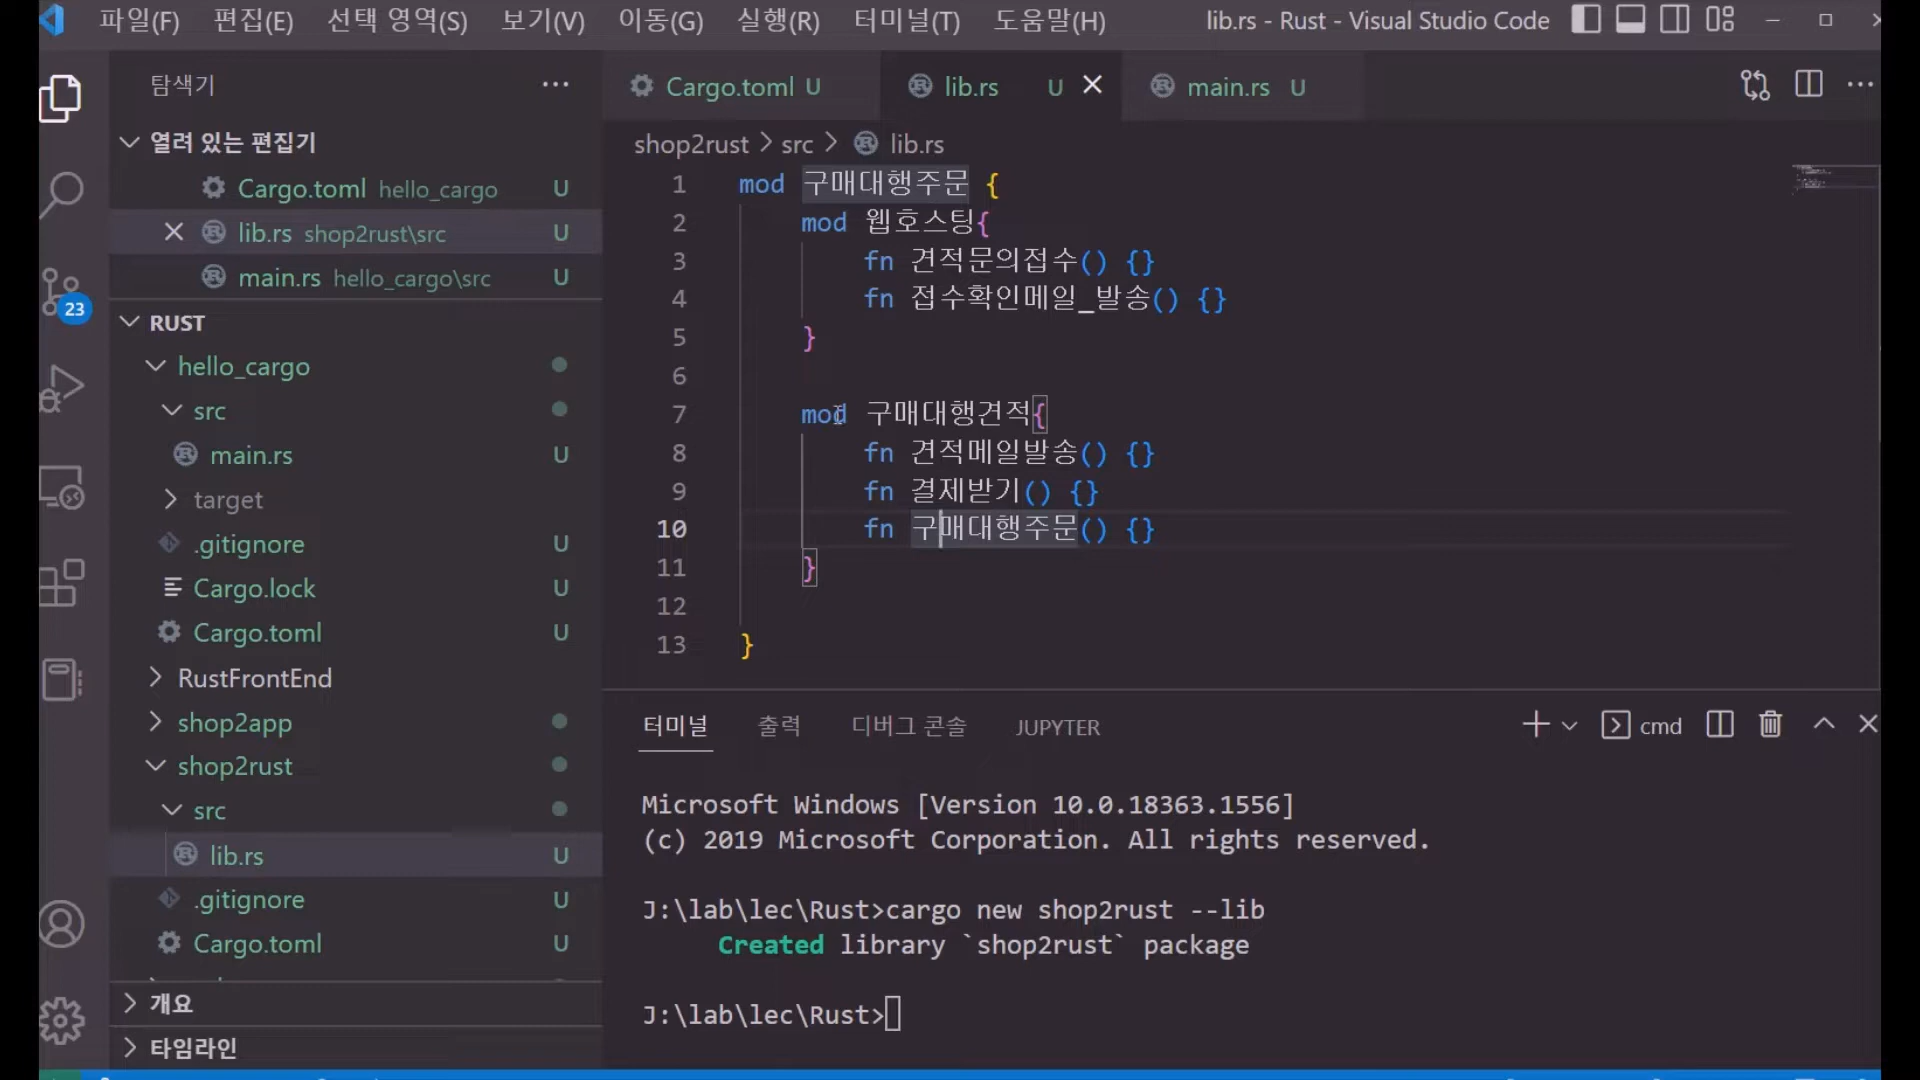 파일(F) 편집(E) 선택 영역(S) 보기(V) 이동(G) 실행(R) 터미널(T) 도움말(H) lib.rs - Rust - Visual Studio Code
탐색기
열려 있는 편집기
Cargo.toml hello_cargo U
lib.rs shop2rust\src U
main.rs hello_cargo\src U
23
RUST
hello_cargo
src
main.rs U
target
.gitignore U
Cargo.lock U
Cargo.toml U
RustFrontEnd
shop2app
shop2rust
src
lib.rs U
.gitignore U
Cargo.toml U
개요
타임라인
Cargo.toml U lib.rs U main.rs U
shop2rust > src > lib.rs
1 mod 구매대행주문 {
2 mod 웹호스팅{
3 fn 견적문의접수() {}
4 fn 접수확인메일_발송() {}
5 }
6
7 mod 구매대행견적{
8 fn 견적메일발송() {}
9 fn 결제받기() {}
10 fn 구매대행주문() {}
11 }
12
13 }
터미널 출력 디버그 콘솔 JUPYTER cmd
Microsoft Windows [Version 10.0.18363.1556]
(c) 2019 Microsoft Corporation. All rights reserved.
J:\lab\lec\Rust>cargo new shop2rust --lib
Created library `shop2rust` package
J:\lab\lec\Rust>